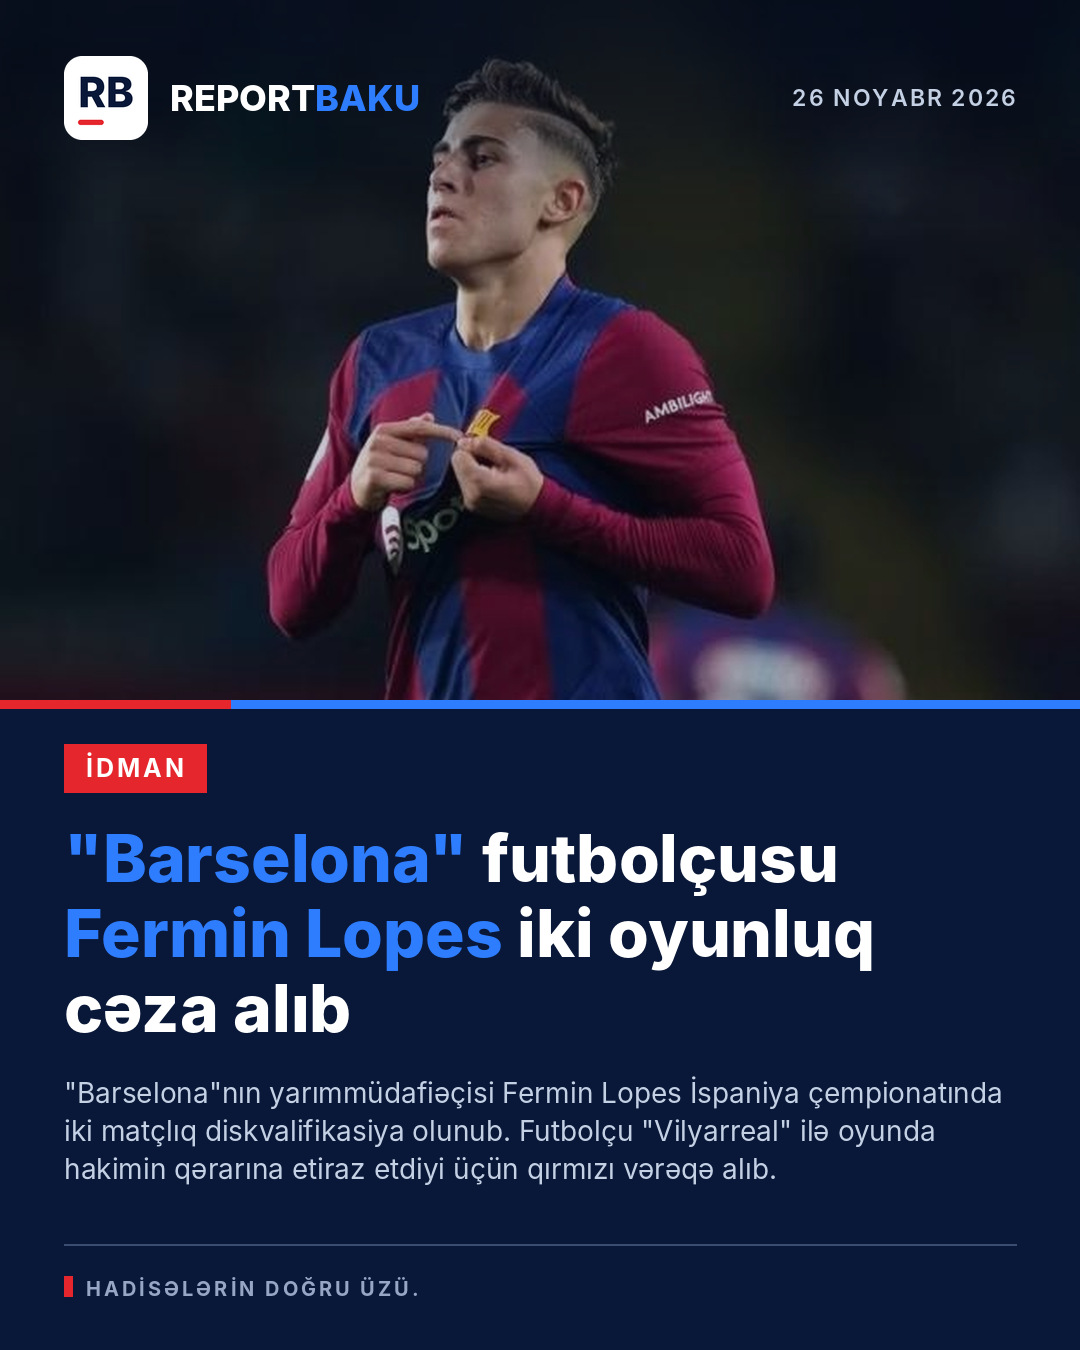 RB
REPORTBAKU
26 NOYABR 2026
AMBILIGHT
Spot
İDMAN
"Barselona" futbolçusu
Fermin Lopes iki oyunluq
cəza alıb
"Barselona"nın yarımmüdafiəçisi Fermin Lopes İspaniya çempionatında
iki matçlıq diskvalifikasiya olunub. Futbolçu "Vilyarreal" ilə oyunda
hakimin qərarına etiraz etdiyi üçün qırmızı vərəqə alıb.
HADİSƏLƏRİN DOĞRU ÜZÜ.